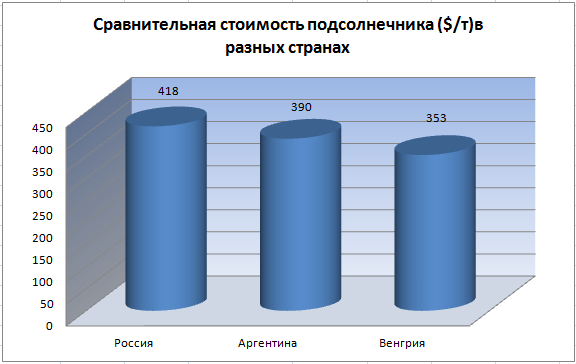 Сравнительная стоимость подсолнечника ($/т)в
разных странах
418
390
353
450
400
350
300
250
200
150
100
50
0
Россия
Аргентина
Венгрия